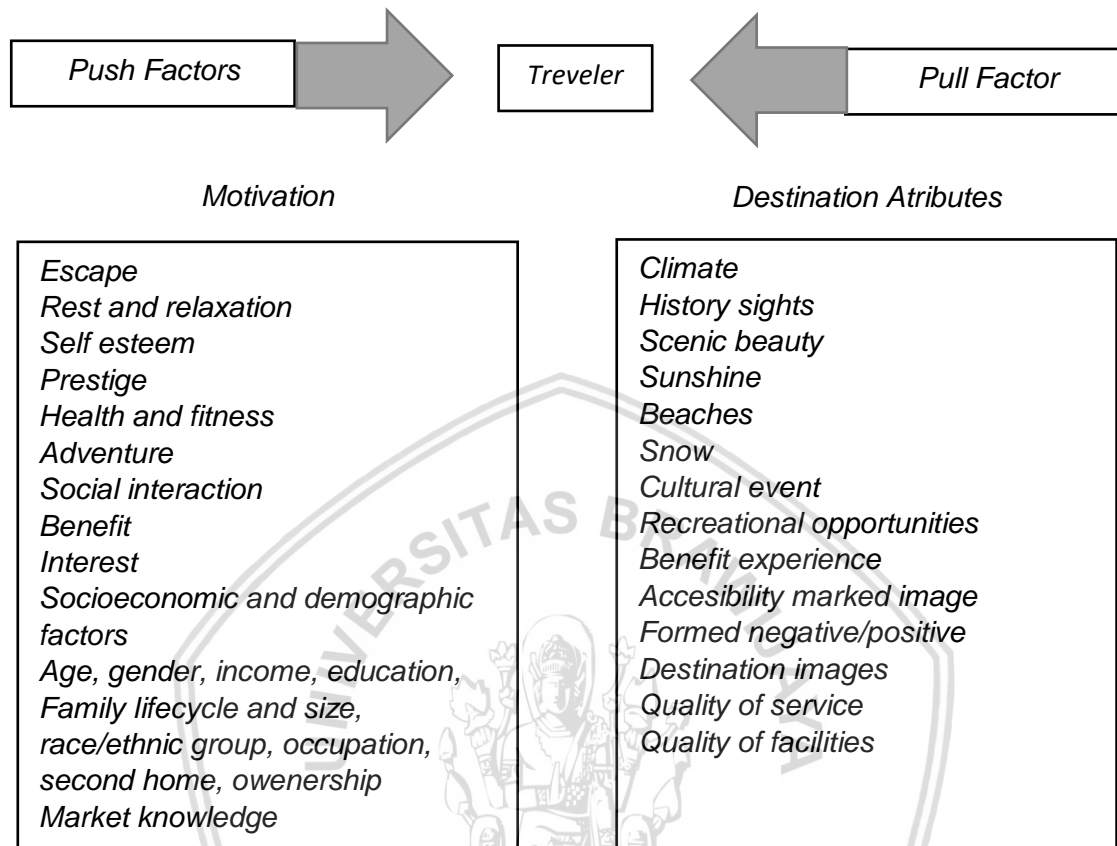 Push Factors
Treveler
Pull Factor
Motivation
Destination Atributes
Escape
Rest and relaxation
Self esteem
Prestige
Health and fitness
Adventure
Social interaction
Benefit
Interest
Socioeconomic and demographic
factors
Age, gender, income, education,
Family lifecycle and size,
race/ethnic group, occupation,
second home, owenership
Market knowledge
Climate
History sights
Scenic beauty
Sunshine
Beaches
Snow
Cultural event
Recreational opportunities
Benefit experience
Accesibility marked image
Formed negative/positive
Destination images
Quality of service
Quality of facilities
UNIVERSITAS BRAWIJAYA